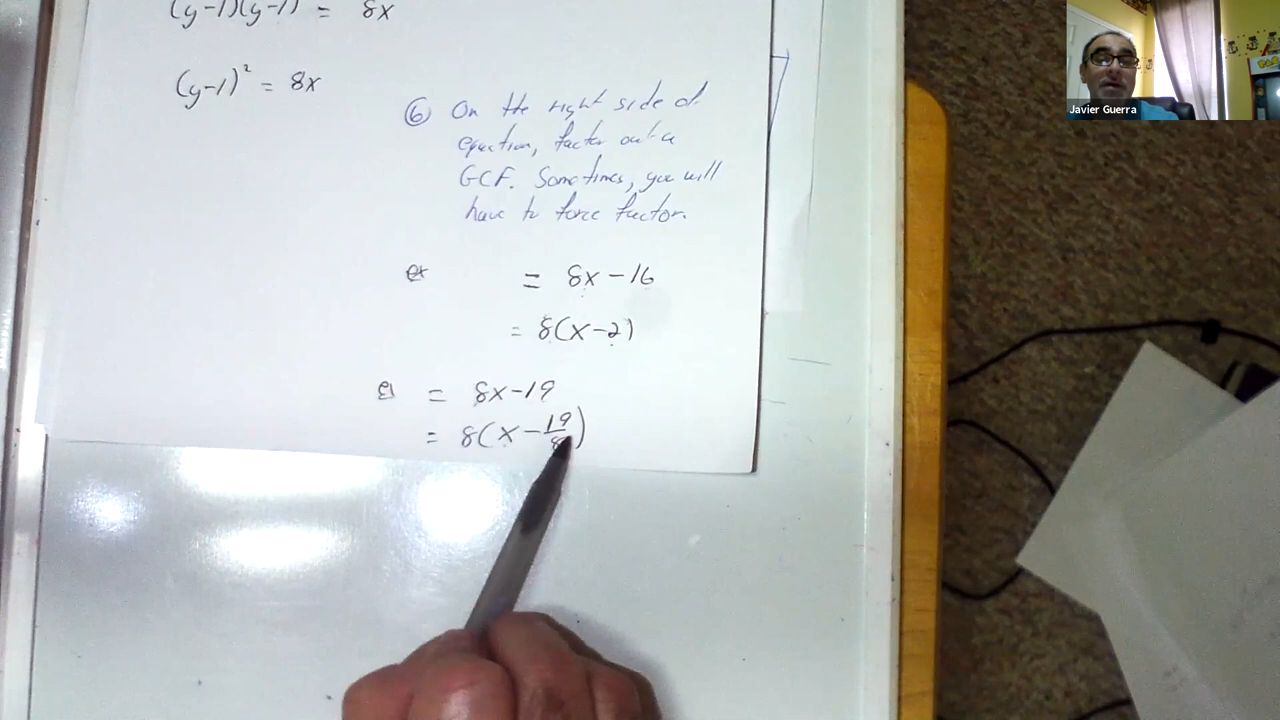 (y-1)(y-1) = 8x
(y-1)² = 8x
⑥ On the right side of
equation, factor out a
GCF. Sometimes, you will
have to force factor.
ex = 8x - 16
= 8(x-2)
= 8x-19
= 8(x - 19/8)
Javier Guerra